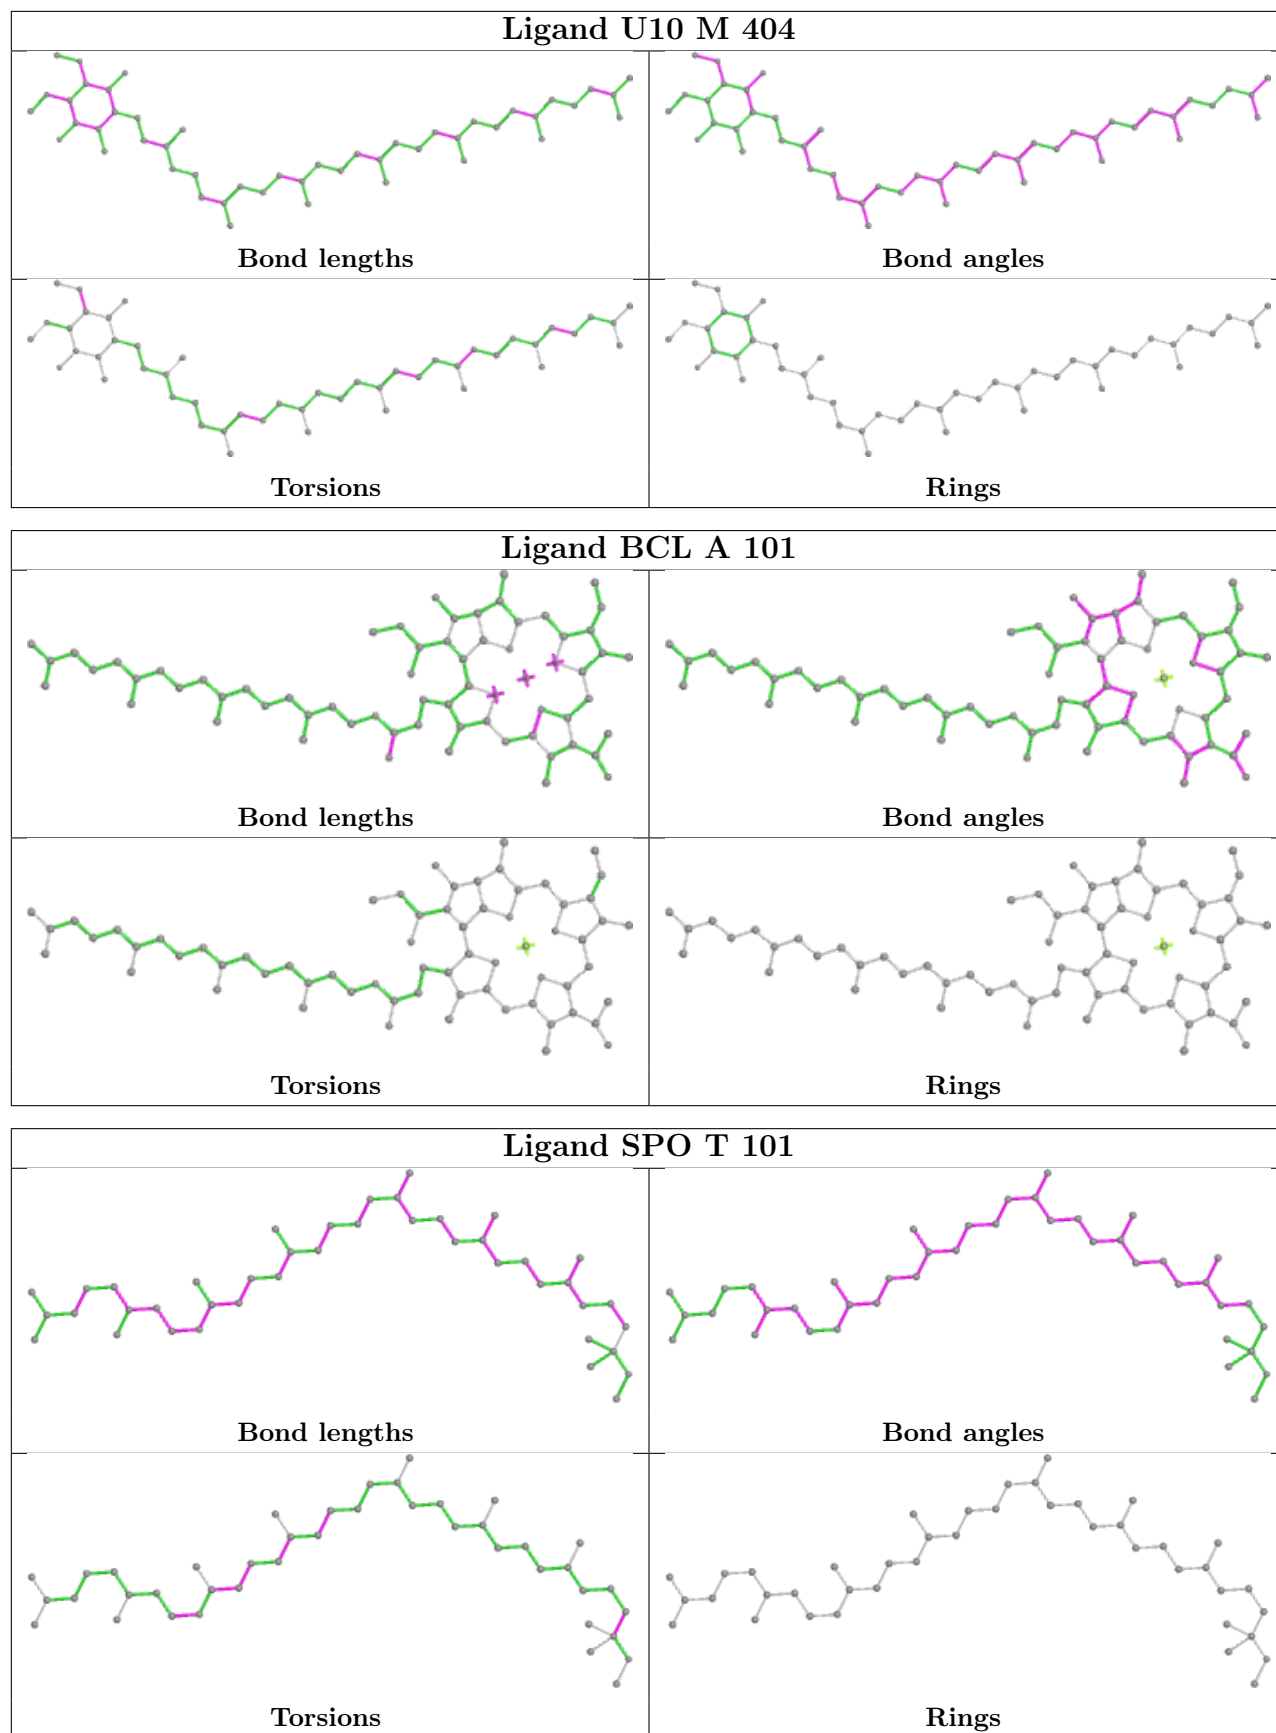 Ligand U10 M 404
Bond lengths
Bond angles
Torsions
Rings
Ligand BCL A 101
Bond lengths
Bond angles
Torsions
Rings
Ligand SPO T 101
Bond lengths
Bond angles
Torsions
Rings